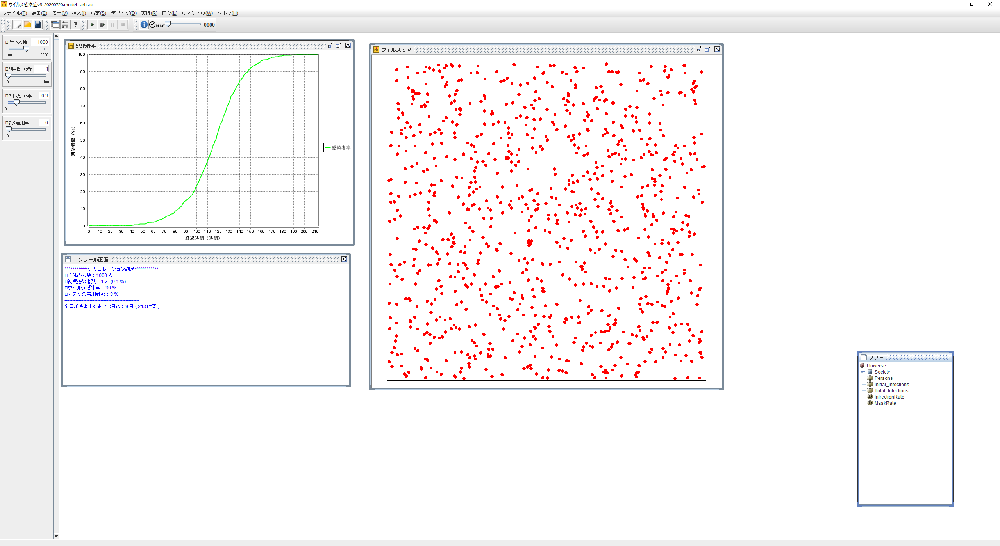 ウイルス感染症v3_20200720.model- artisoc
ファイル(F) 編集(E) 表示(V) 挿入(I) 設定(S) デバッグ(D) 実行(R) ログ(L) ウィンドウ(W) ヘルプ(H)
DELAY 0000
□全体人数 1000
100 2000
□初期感染者 1
0 100
□ウイルス感染率 0.3
0.1 1
□マスク着用率 0
0 1
感染者率
100
90
80
70
60
50
40
30
20
10
0
感染者率 (%)
0 10 20 30 40 50 60 70 80 90 100 110 120 130 140 150 160 170 180 190 200 210
経過時間 (時間)
感染者率
コンソール画面
************シミュレーション結果************
□全体の人数：1000 人
□初期感染者数：1 人 (0.1 %)
□ウイルス感染率：30 %
□マスクの着用者数：0 %
------------------------------------------------
全員が感染するまでの日数：9 日 ( 213 時間 )
ウイルス感染
ツリー
Universe
Society
Persons
Initial_Infections
Total_Infections
InfrectionRate
MaskRate